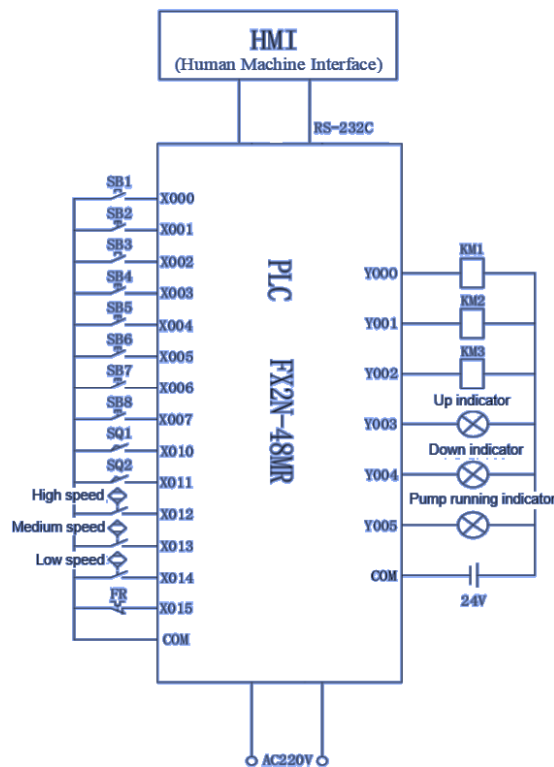 HMI
(Human Machine Interface)
RS-232C
SB1
X000
SB2
X001
SB3
X002
SB4
X003
SB5
X004
SB6
X005
SB7
X006
SB8
X007
SQ1
X010
SQ2
X011
High speed
X012
Medium speed
X013
Low speed
X014
FR
X015
COM
PLC FX2N-48MR
KM1
Y000
KM2
Y001
KM3
Y002
Up indicator
Y003
Down indicator
Y004
Pump running indicator
Y005
COM
24V
AC220V